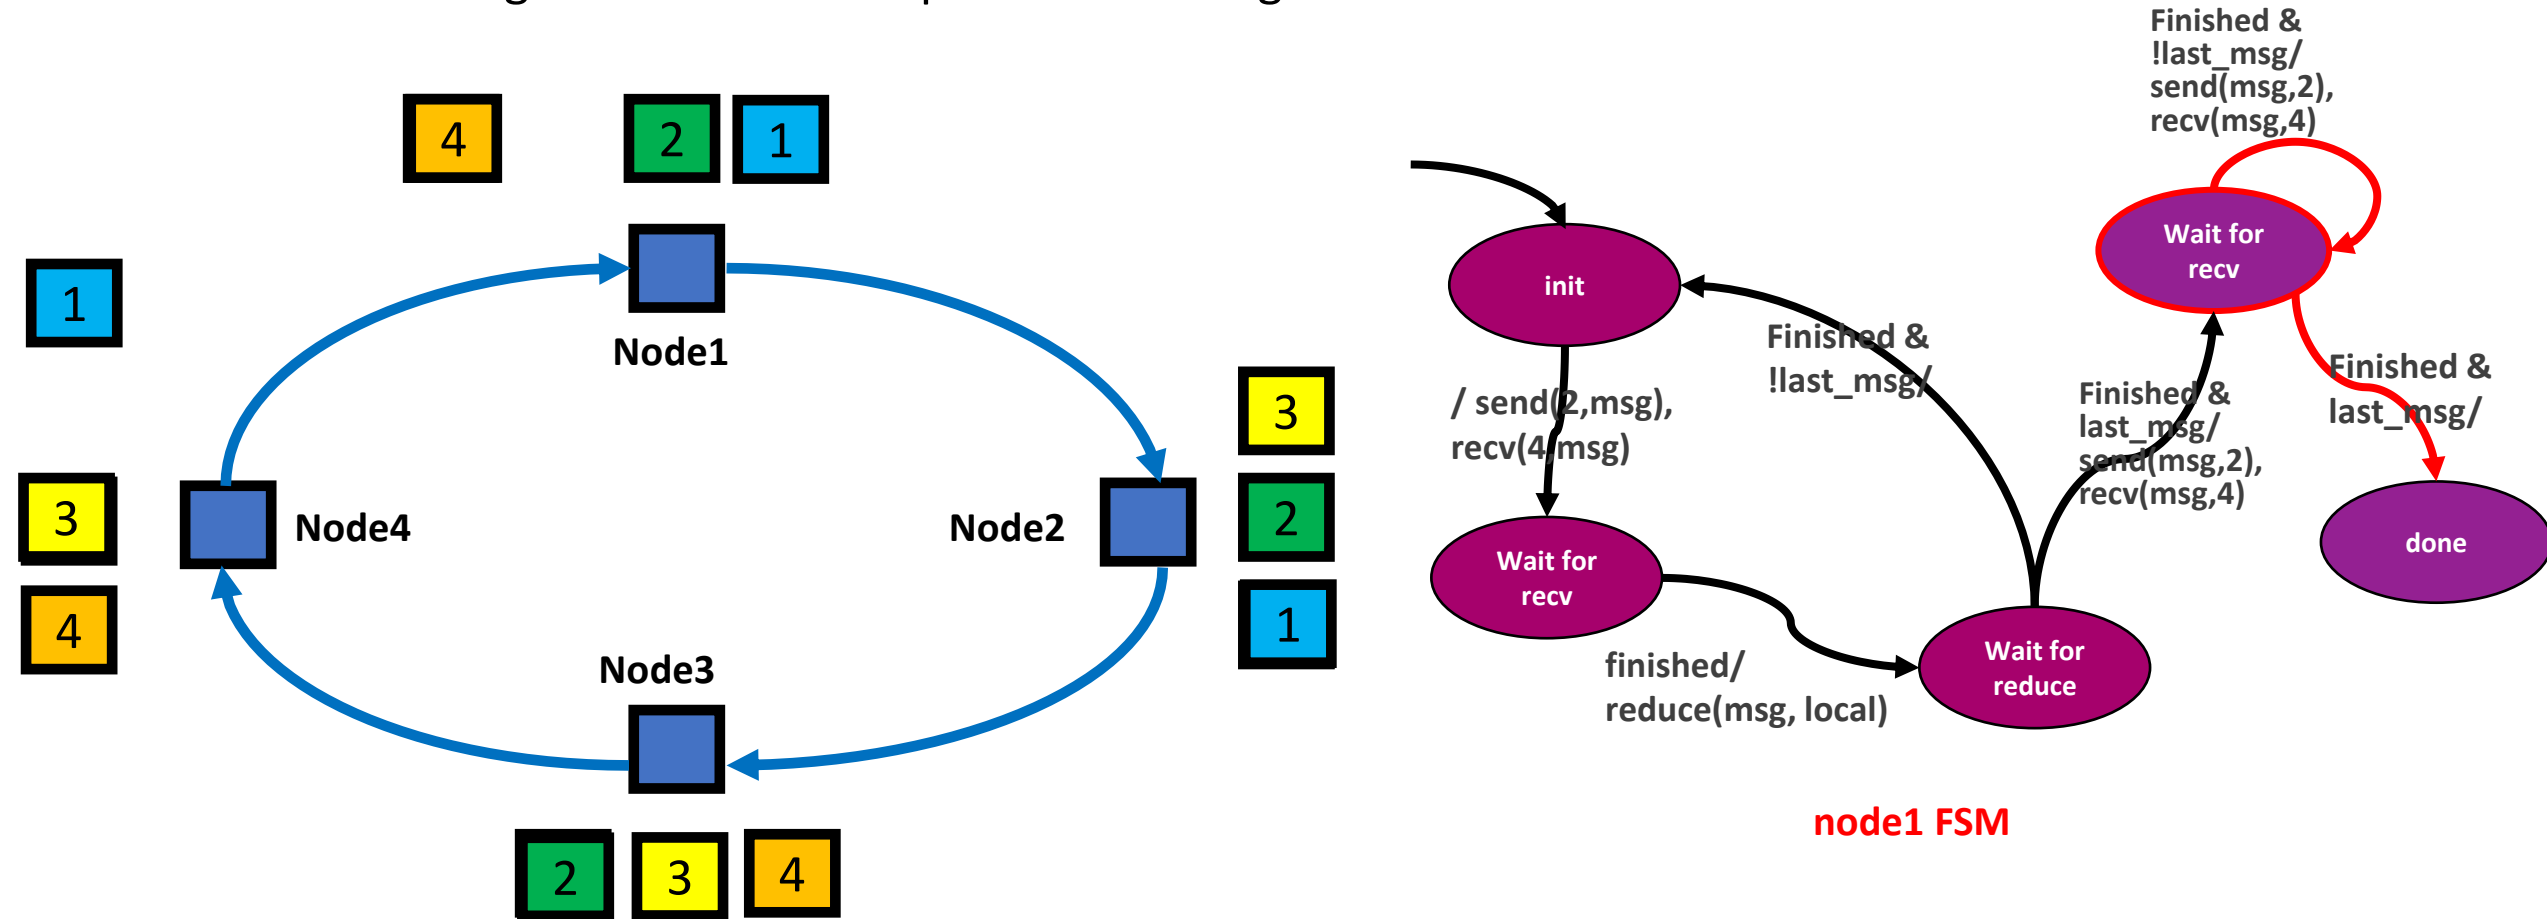 4
2
1
1
Node1
3
3
Node4
Node2
2
4
1
Node3
2
3
4
Finished &
!last_msg/
send(msg,2),
recv(msg,4)
Wait for
recv
init
Finished &
!last_msg/
Finished &
last_msg/
/ send(2,msg),
recv(4,msg)
Finished &
last_msg/
send(msg,2),
recv(msg,4)
Wait for
recv
done
finished/
reduce(msg, local)
Wait for
reduce
node1 FSM